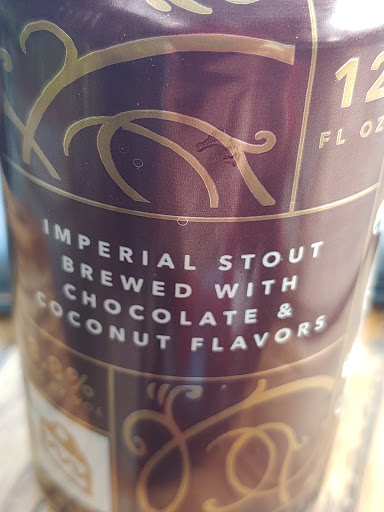 12
FL OZ
IMPERIAL STOUT
BREWED WITH
CHOCOLATE &
COCONUT FLAVORS